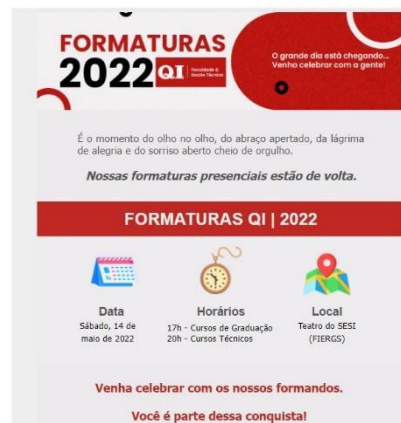 FORMATURAS
2022 QI Faculdade &
Escola Técnica
O grande dia está chegando...
Venha celebrar com a gente!
É o momento do olho no olho, do abraço apertado, da lágrima
de alegria e do sorriso aberto cheio de orgulho.
Nossas formaturas presenciais estão de volta.
FORMATURAS QI | 2022
Data
Sábado, 14 de
maio de 2022
Horários
17h - Cursos de Graduação
20h - Cursos Técnicos
Local
Teatro do SESI
(FIERGS)
Venha celebrar com os nossos formandos.
Você é parte dessa conquista!